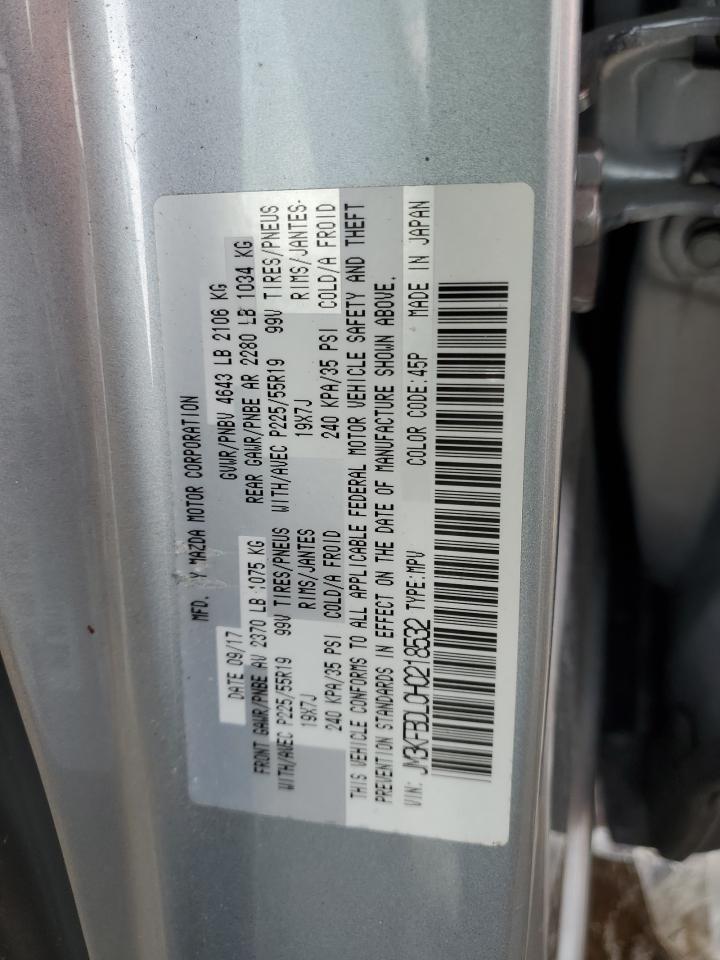 MFD. Y MAZDA MOTOR CORPORATION
DATE 09/17 GVWR/PNBV 4643 LB 2106 KG
FRONT GAWR/PNBE AV 2370 LB 1075 KG REAR GAWR/PNBE AR 2280 LB 1034 KG
WITH/AVEC P225/55R19 99V TIRES/PNEUS WITH/AVEC P225/55R19 99V TIRES/PNEUS
19X7J RIMS/JANTES 19X7J RIMS/JANTES
240 KPA/35 PSI COLD/A FROID 240 KPA/35 PSI COLD/A FROID
THIS VEHICLE CONFORMS TO ALL APPLICABLE FEDERAL MOTOR VEHICLE SAFETY AND THEFT
PREVENTION STANDARDS IN EFFECT ON THE DATE OF MANUFACTURE SHOWN ABOVE.
VIN: JM3KFBDL0H0218532 TYPE:MPV COLOR CODE:45P MADE IN JAPAN